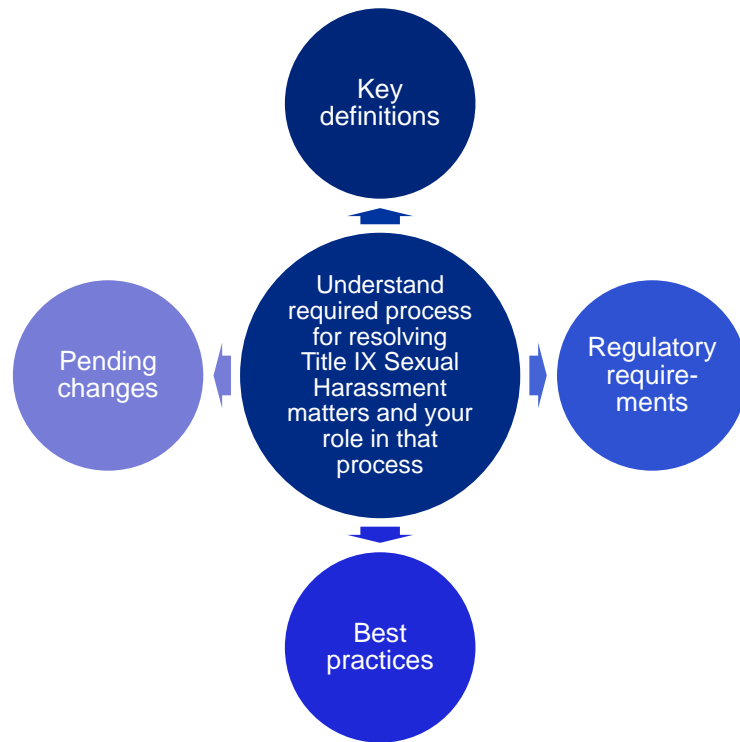 Key
definitions
Understand
required process
for resolving
Title IX Sexual
Harassment
matters and your
role in that
process
Pending
changes
Regulatory
require-
ments
Best
practices